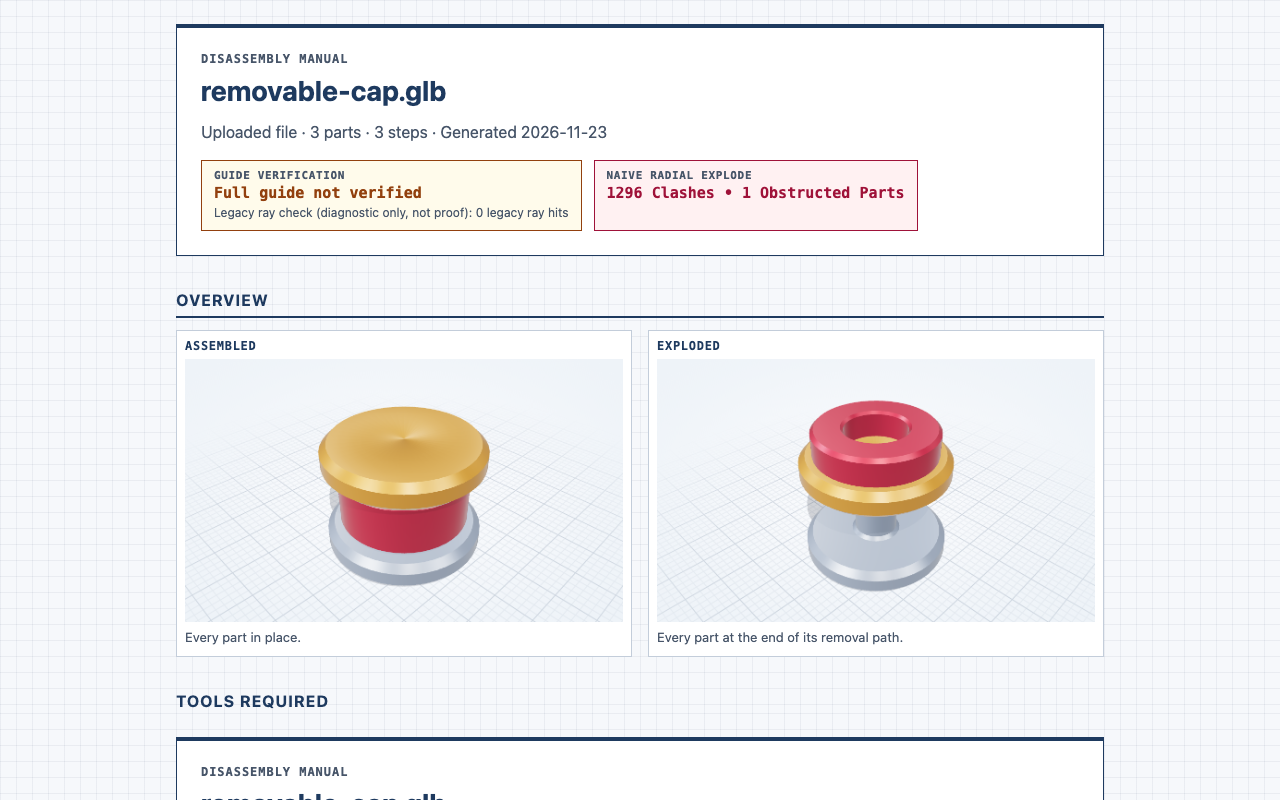 DISASSEMBLY MANUAL
removable-cap.glb
Uploaded file · 3 parts · 3 steps · Generated 2026-11-23
GUIDE VERIFICATION
Full guide not verified
Legacy ray check (diagnostic only, not proof): 0 legacy ray hits
NAIVE RADIAL EXPLODE
1296 Clashes • 1 Obstructed Parts
OVERVIEW
ASSEMBLED
Every part in place.
EXPLODED
Every part at the end of its removal path.
TOOLS REQUIRED
DISASSEMBLY MANUAL
removable-cap.glb